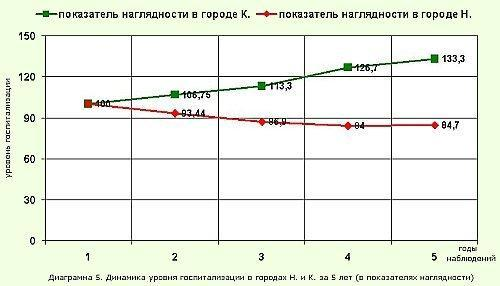 показатель наглядности в городе К. показатель наглядности в городе Н.
150
120
90
60
30
0
уровень госпитализации
100
106,75
113,3
126,7
133,3
93,44
86,9
84
84,7
1 2 3 4 5
годы
наблюдений
Диаграмма 5. Динамика уровня госпитализации в городах Н. и К. за 5 лет (в показателях наглядности)